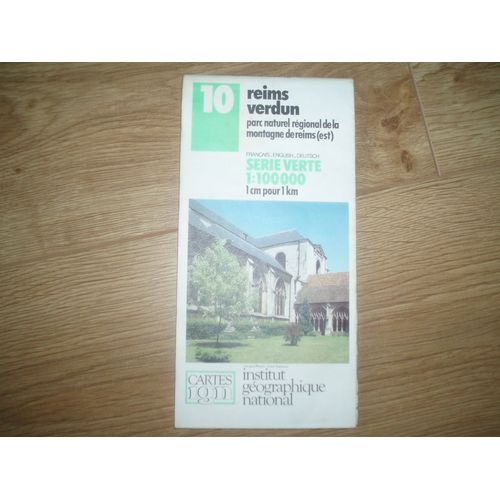 10
reims
verdun
parc naturel régional de la
montagne de reims (est)
FRANÇAIS . ENGLISH . DEUTSCH
SERIE VERTE
1:100 000
1 cm pour 1 km
CARTES
ign
institut
géographique
national